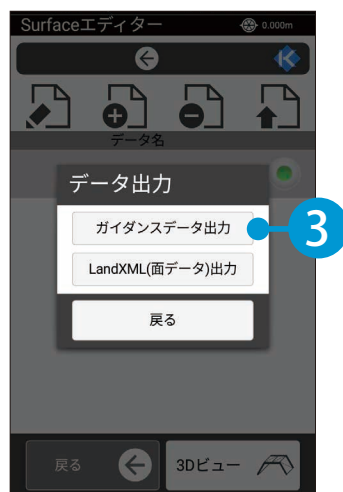 Surfaceエディター 0.000m
データ名
データ出力
ガイダンスデータ出力
3
LandXML(面データ)出力
戻る
戻る 3Dビュー